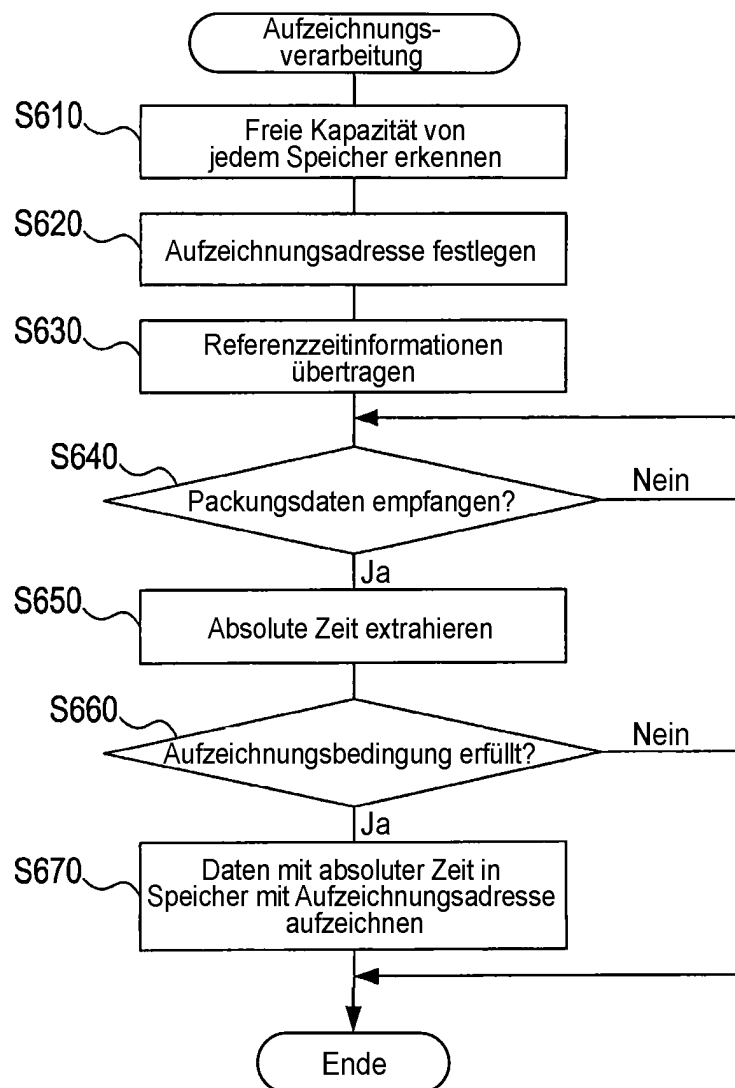 Aufzeichnungs-
verarbeitung
S610
Freie Kapazität von
jedem Speicher erkennen
S620
Aufzeichnungsadresse festlegen
S630
Referenzzeitinformationen
übertragen
S640
Packungsdaten empfangen?
Nein
Ja
S650
Absolute Zeit extrahieren
S660
Aufzeichnungsbedingung erfüllt?
Nein
Ja
S670
Daten mit absoluter Zeit in
Speicher mit Aufzeichnungsadresse
aufzeichnen
Ende